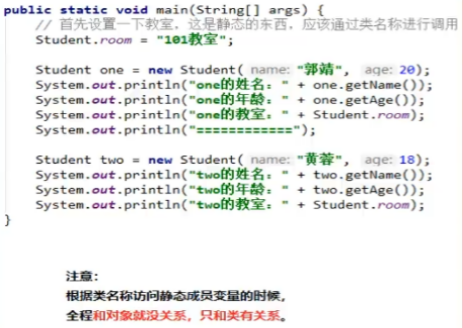 public static void main(String[] args) {
// 首先设置一下教室，这是静态的东西，应该通过类名称进行调用
Student.room = "101教室";
Student one = new Student( name: "郭靖", age: 20);
System.out.println("one的姓名：" + one.getName());
System.out.println("one的年龄：" + one.getAge());
System.out.println("one的教室：" + Student.room);
System.out.println("============");
Student two = new Student( name: "黄蓉", age: 18);
System.out.println("two的姓名：" + two.getName());
System.out.println("two的年龄：" + two.getAge());
System.out.println("two的教室：" + Student.room);
}
注意：
根据类名称访问静态成员变量的时候，
全程和对象就没关系，只和类有关系。